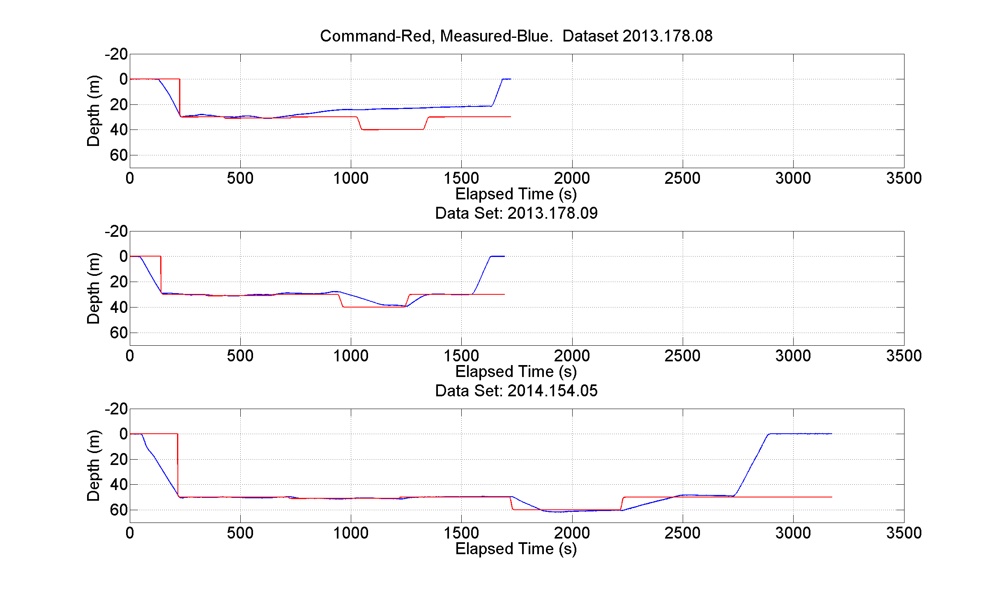 Command-Red, Measured-Blue.  Dataset 2013.178.08
-20
0
20
40
60
Depth (m)
0 500 1000 1500 2000 2500 3000 3500
Elapsed Time (s)
Data Set: 2013.178.09
-20
0
20
40
60
Depth (m)
0 500 1000 1500 2000 2500 3000 3500
Elapsed Time (s)
Data Set: 2014.154.05
-20
0
20
40
60
Depth (m)
0 500 1000 1500 2000 2500 3000 3500
Elapsed Time (s)